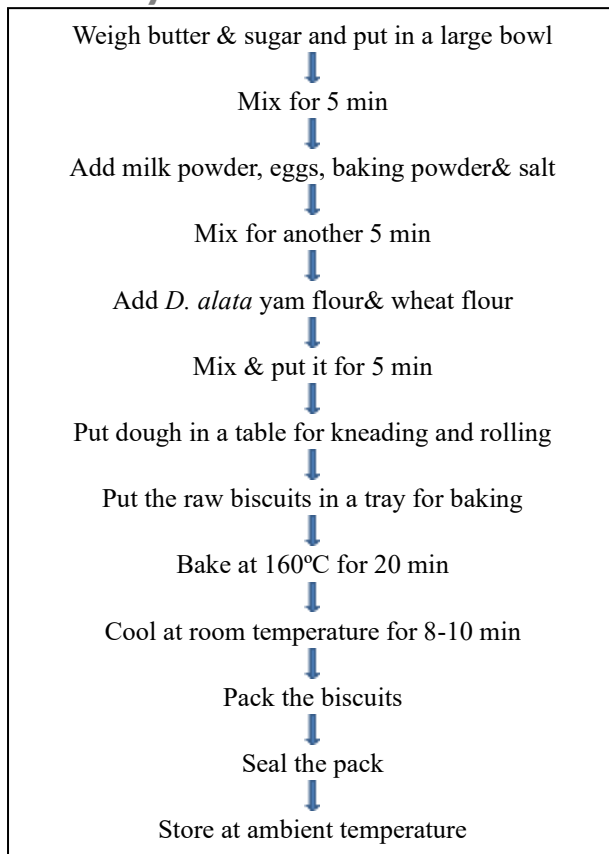 Weigh butter & sugar and put in a large bowl
Mix for 5 min
Add milk powder, eggs, baking powder& salt
Mix for another 5 min
Add D. alata yam flour& wheat flour
Mix & put it for 5 min
Put dough in a table for kneading and rolling
Put the raw biscuits in a tray for baking
Bake at 160ºC for 20 min
Cool at room temperature for 8-10 min
Pack the biscuits
Seal the pack
Store at ambient temperature